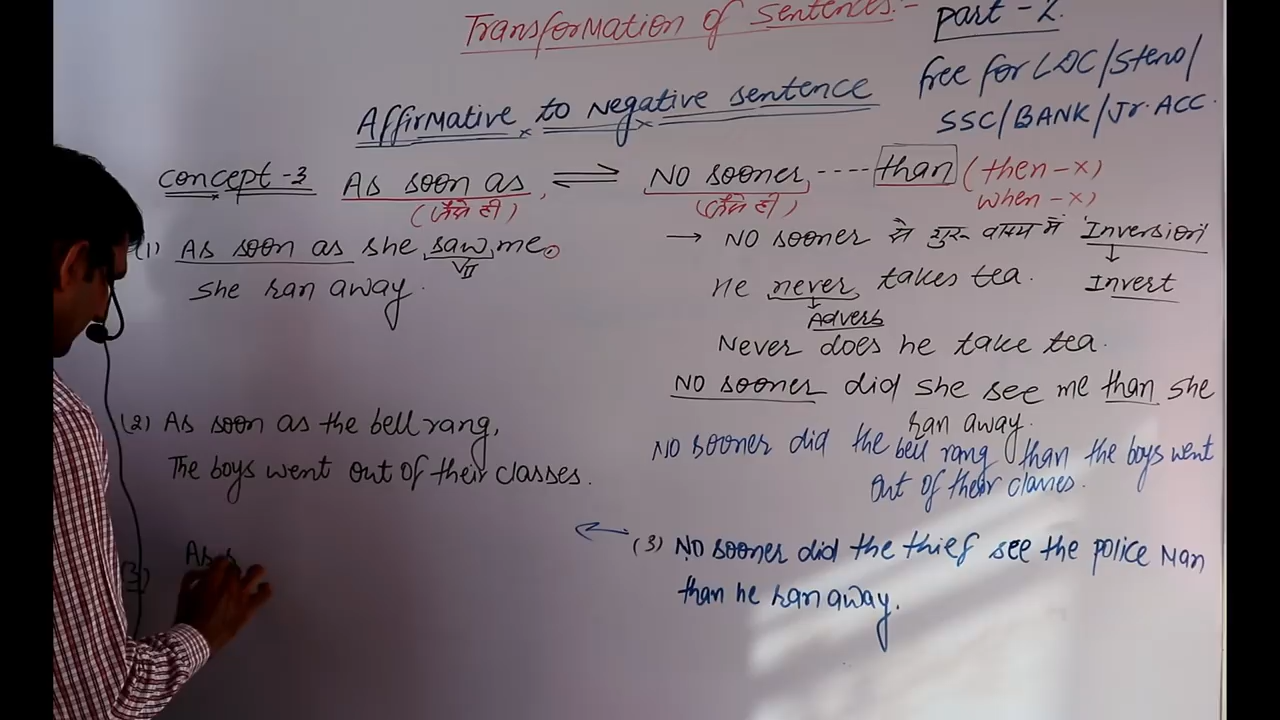 Transformation of Sentences:-
Part-2.
free for LDC/Steno/
SSC/BANK/Jr. ACC.
Affirmative to Negative sentence
concept-3 As soon as, ⇌ NO sooner ---- than (then-×)
when-×)
(जैसे ही) (जैसे ही)
(1) As soon as she saw me,
VII
she ran away.
→ NO sooner से शुरू वाक्य में 'Inversion'
↓
Invert
He never takes tea.
↓
Adverb
Never does he take tea.
NO sooner did she see me than she
ran away.
(2) As soon as the bell rang,
The boys went out of their classes.
NO sooner did the bell rang than the boys went
out of their classes.
← (3) NO sooner did the thief see the police Man
than he ran away.
(3) As s